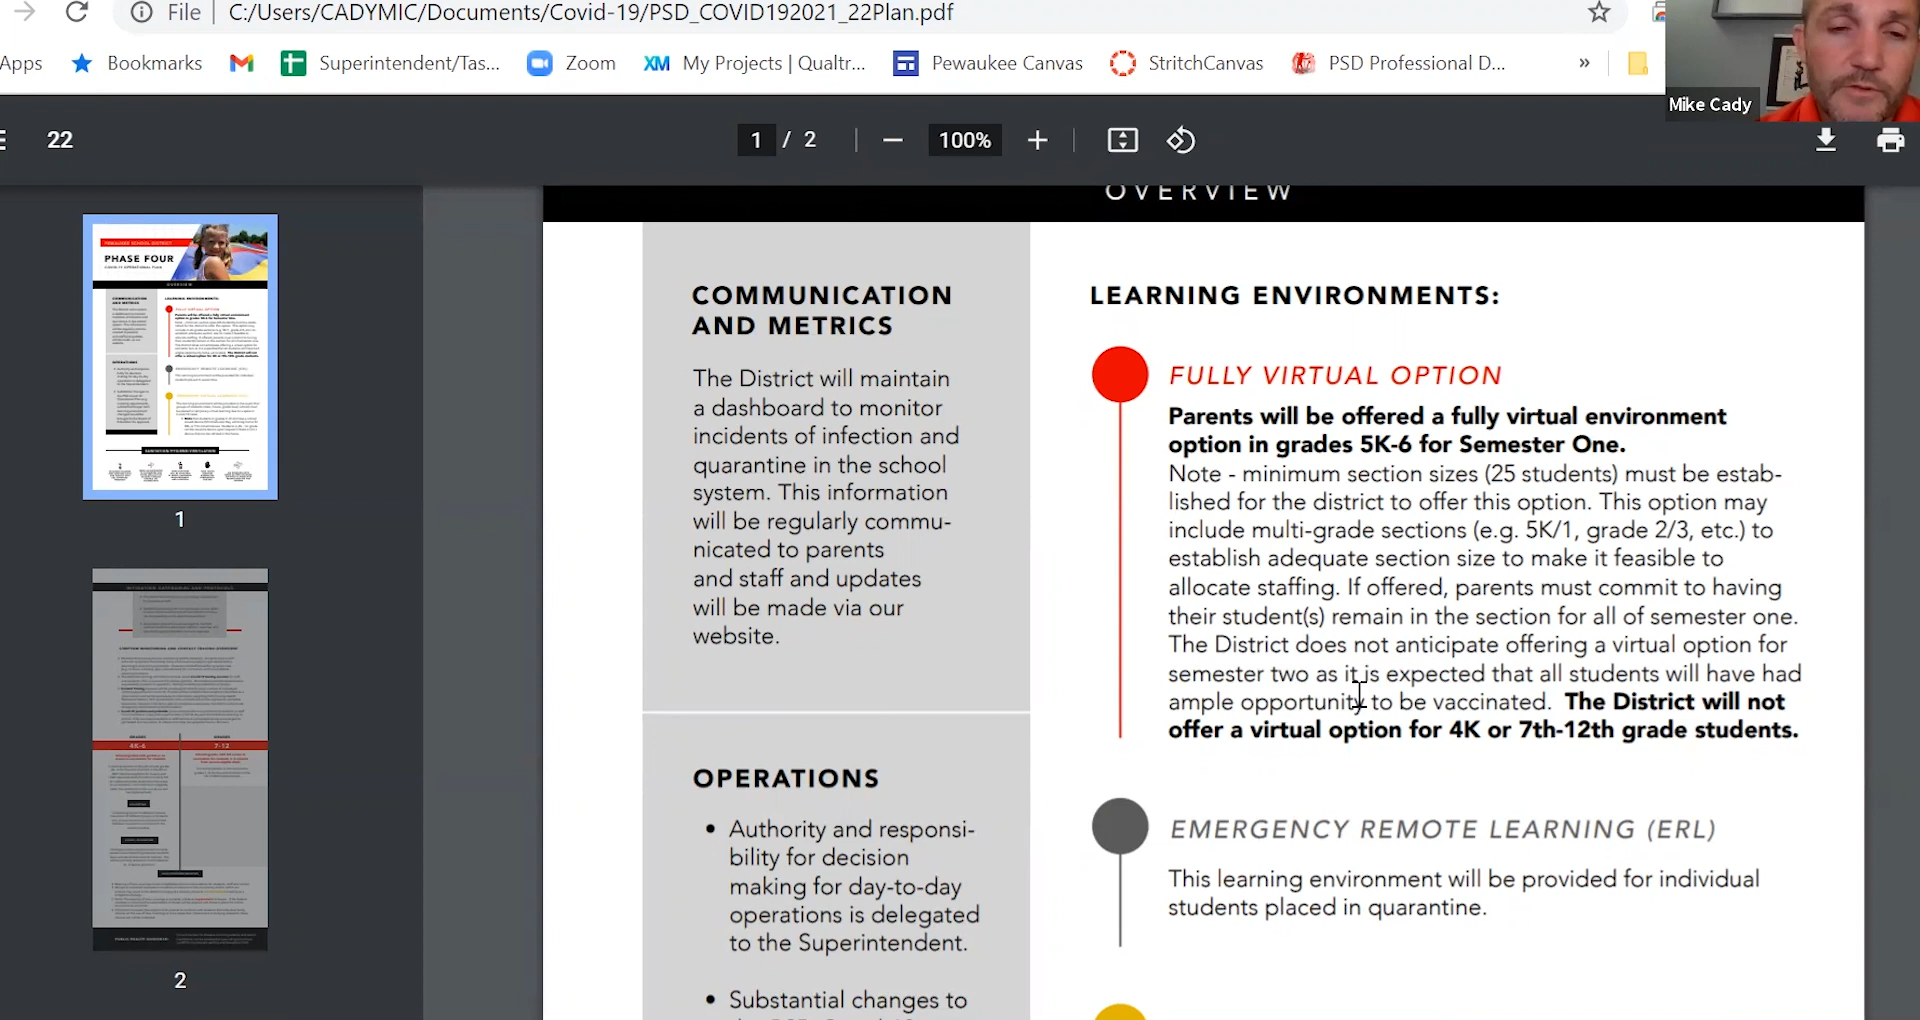 File C:/Users/CADYMIC/Documents/Covid-19/PSD_COVID192021_22Plan.pdf
Apps Bookmarks Superintendent/Tas... Zoom XM My Projects | Qualtr... Pewaukee Canvas StritchCanvas PSD Professional D... »
Mike Cady
22 1 / 2 — 100% +
PHASE FOUR
1
4K-6 7-12
2
OVERVIEW
COMMUNICATION
AND METRICS
The District will maintain
a dashboard to monitor
incidents of infection and
quarantine in the school
system. This information
will be regularly commu-
nicated to parents
and staff and updates
will be made via our
website.
OPERATIONS
• Authority and responsi-
bility for decision
making for day-to-day
operations is delegated
to the Superintendent.
• Substantial changes to
LEARNING ENVIRONMENTS:
FULLY VIRTUAL OPTION
Parents will be offered a fully virtual environment
option in grades 5K-6 for Semester One.
Note - minimum section sizes (25 students) must be estab-
lished for the district to offer this option. This option may
include multi-grade sections (e.g. 5K/1, grade 2/3, etc.) to
establish adequate section size to make it feasible to
allocate staffing. If offered, parents must commit to having
their student(s) remain in the section for all of semester one.
The District does not anticipate offering a virtual option for
semester two as it is expected that all students will have had
ample opportunity to be vaccinated. The District will not
offer a virtual option for 4K or 7th-12th grade students.
EMERGENCY REMOTE LEARNING (ERL)
This learning environment will be provided for individual
students placed in quarantine.